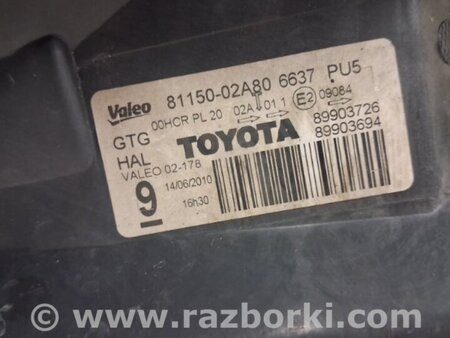 Valeo 81150-02A80 6637 PU5
00HCR PL 20 02A 01 1 E2 09084
GTG TOYOTA 89903726
HAL 89903694
VALEO 02-178
9 14/06/2010
16h30
© www.razborki.com